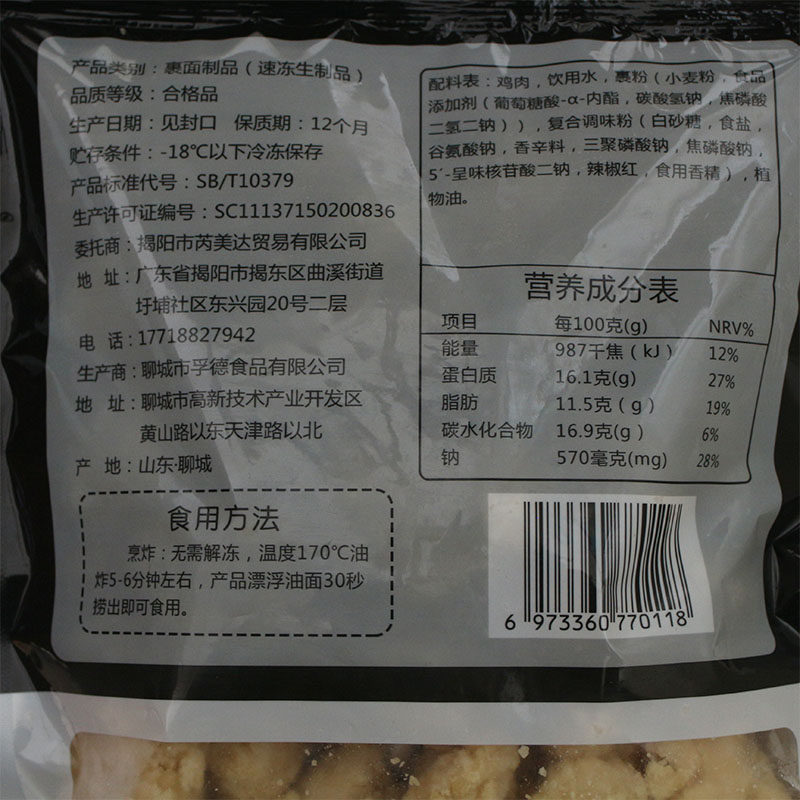 产品类别：裹面制品（速冻生制品）
品质等级：合格品
生产日期：见封口 保质期：12个月
贮存条件：-18℃以下冷冻保存
产品标准代号：SB/T10379
生产许可证编号：SC11137150200836
委托商：揭阳市芮美达贸易有限公司
地 址：广东省揭阳市揭东区曲溪街道
圩埔社区东兴园20号二层
电 话：17718827942
生产商：聊城市孚德食品有限公司
地 址：聊城市高新技术产业开发区
黄山路以东天津路以北
产 地：山东·聊城
食用方法
烹炸：无需解冻，温度170℃油
炸5-6分钟左右，产品漂浮油面30秒
捞出即可食用。
配料表：鸡肉，饮用水，裹粉（小麦粉，食品
添加剂（葡萄糖酸-α-内酯，碳酸氢钠，焦磷酸
二氢二钠）），复合调味粉（白砂糖，食盐，
谷氨酸钠，香辛料，三聚磷酸钠，焦磷酸钠，
5′-呈味核苷酸二钠，辣椒红，食用香精），植
物油。
营养成分表
项目 每100克(g) NRV%
能量 987千焦（kJ） 12%
蛋白质 16.1克(g) 27%
脂肪 11.5克（g） 19%
碳水化合物 16.9克(g） 6%
钠 570毫克(mg) 28%
6 973360 770118